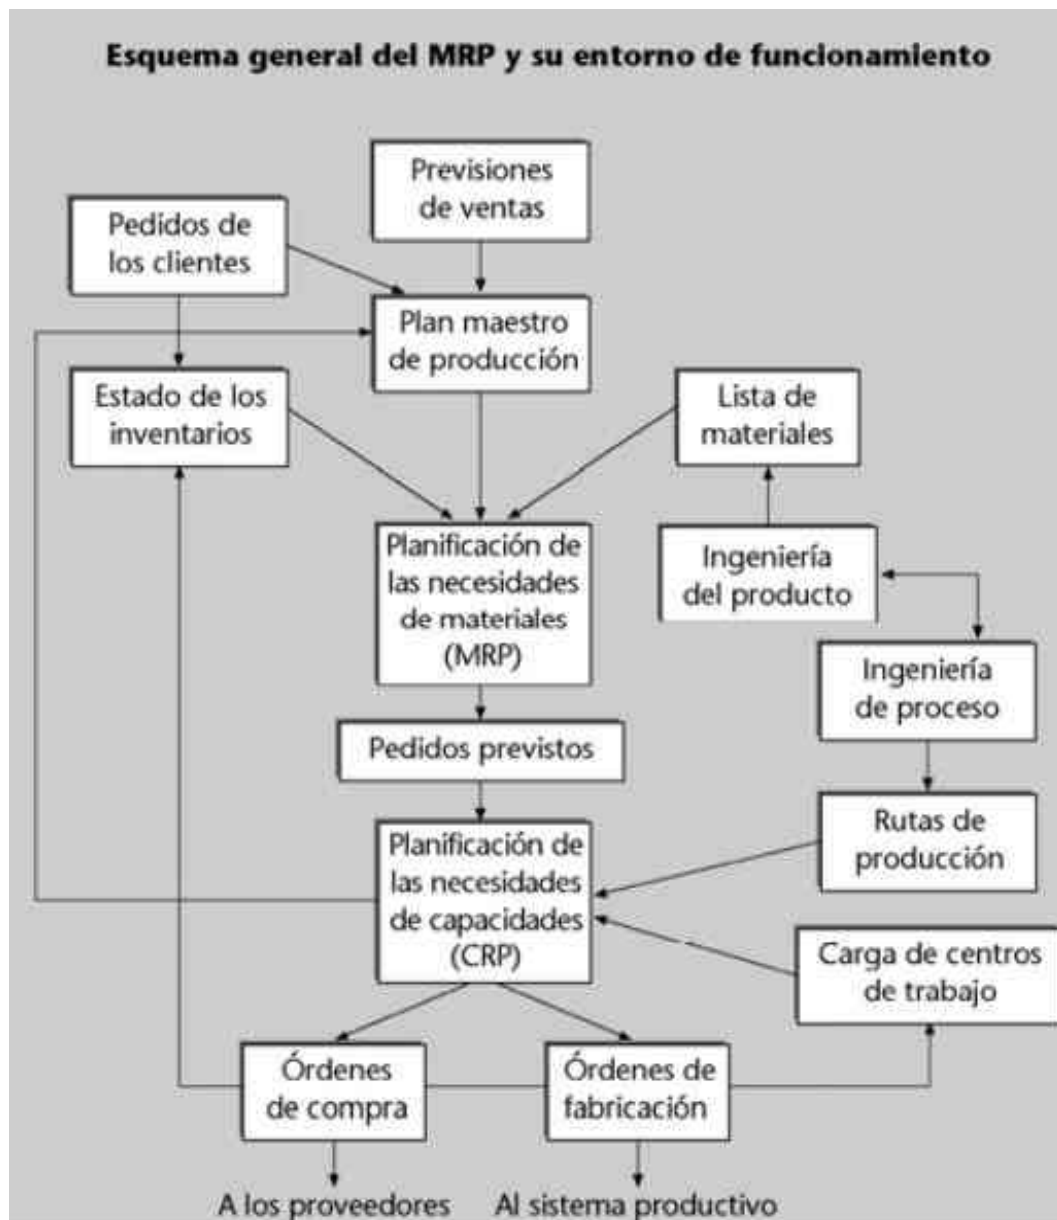 Esquema general del MRP y su entorno de funcionamiento
Previsiones
de ventas
Pedidos de
los clientes
Plan maestro
de producción
Estado de los
inventarios
Lista de
materiales
Planificación de
las necesidades
de materiales
(MRP)
Ingeniería
del producto
Ingeniería
de proceso
Pedidos previstos
Rutas de
producción
Planificación de
las necesidades
de capacidades
(CRP)
Carga de centros
de trabajo
Órdenes
de compra
Órdenes de
fabricación
A los proveedores
Al sistema productivo